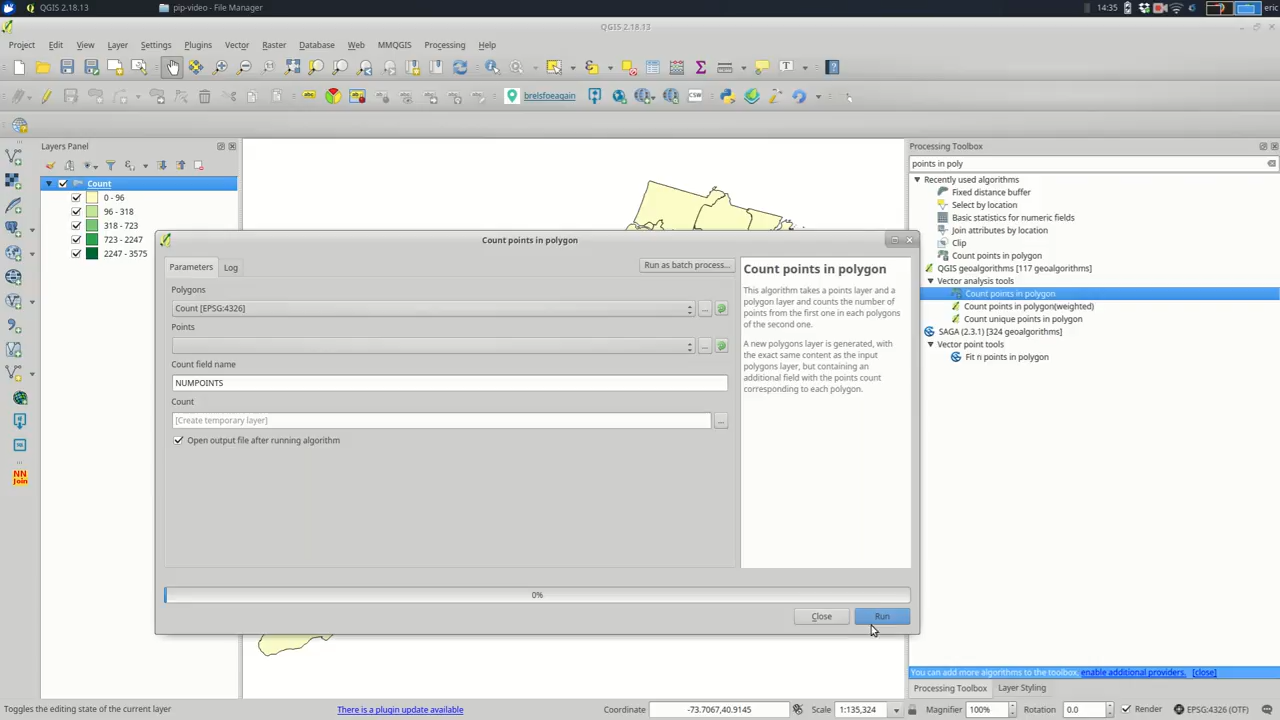 QGIS 2.18.13
pip-video - File Manager
14:35
eric
QGIS 2.18.13
Project Edit View Layer Settings Plugins Vector Raster Database Web MMQGIS Processing Help
brelsfoeagain
CSW
Layers Panel
Count
0 - 96
96 - 318
318 - 723
723 - 2247
2247 - 3575
NN
Join
Count points in polygon
Parameters
Log
Run as batch process...
Polygons
Count [EPSG:4326]
...
Points
...
Count field name
NUMPOINTS
Count
[Create temporary layer]
...
Open output file after running algorithm
Count points in polygon
This algorithm takes a points layer and a
polygon layer and counts the number of
points from the first one in each polygons
of the second one.
A new polygons layer is generated, with
the exact same content as the input
polygons layer, but containing an
additional field with the points count
corresponding to each polygon.
0%
Close
Run
Processing Toolbox
points in poly
Recently used algorithms
Fixed distance buffer
Select by location
Basic statistics for numeric fields
Join attributes by location
Clip
Count points in polygon
QGIS geoalgorithms [117 geoalgorithms]
Vector analysis tools
Count points in polygon
Count points in polygon(weighted)
Count unique points in polygon
SAGA (2.3.1) [324 geoalgorithms]
Vector point tools
Fit n points in polygon
You can add more algorithms to the toolbox, enable additional providers. [close]
Processing Toolbox
Layer Styling
Toggles the editing state of the current layer
There is a plugin update available
Coordinate
-73.7067,40.9145
Scale
1:135,324
Magnifier
100%
Rotation
0.0
Render
EPSG:4326 (OTF)